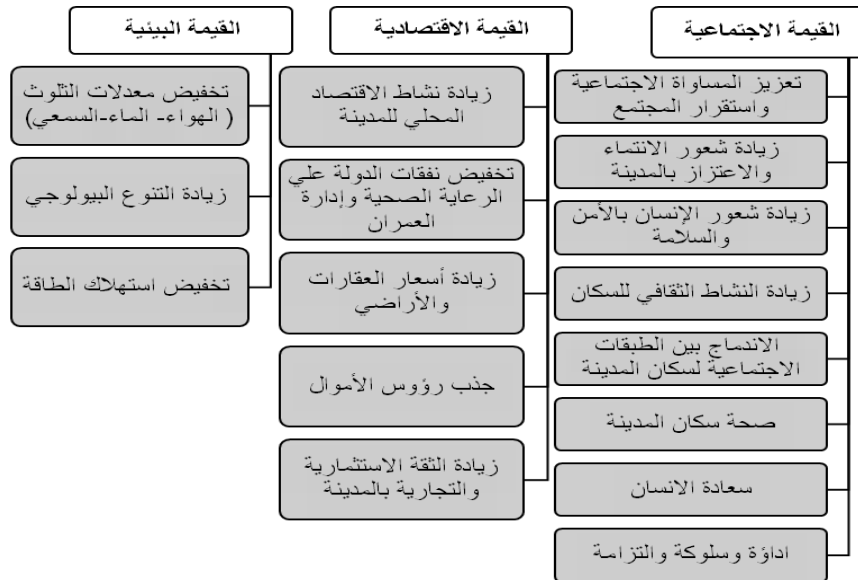 القيمة الاجتماعية
تعزيز المساواة الاجتماعية
واستقرار المجتمع
زيادة شعور الانتماء
والاعتزاز بالمدينة
زيادة شعور الإنسان بالأمن
والسلامة
زيادة النشاط الثقافي للسكان
الاندماج بين الطبقات
الاجتماعية لسكان المدينة
صحة سكان المدينة
سعادة الانسان
اداؤة وسلوكة والتزامة
القيمة الاقتصادية
زيادة نشاط الاقتصاد
المحلي للمدينة
تخفيض نفقات الدولة علي
الرعاية الصحية وإدارة
العمران
زيادة أسعار العقارات
والأراضي
جذب رؤوس الأموال
زيادة الثقة الاستثمارية
والتجارية بالمدينة
القيمة البيئية
تخفيض معدلات التلوث
( الهواء- الماء-السمعي)
زيادة التنوع البيولوجي
تخفيض استهلاك الطاقة